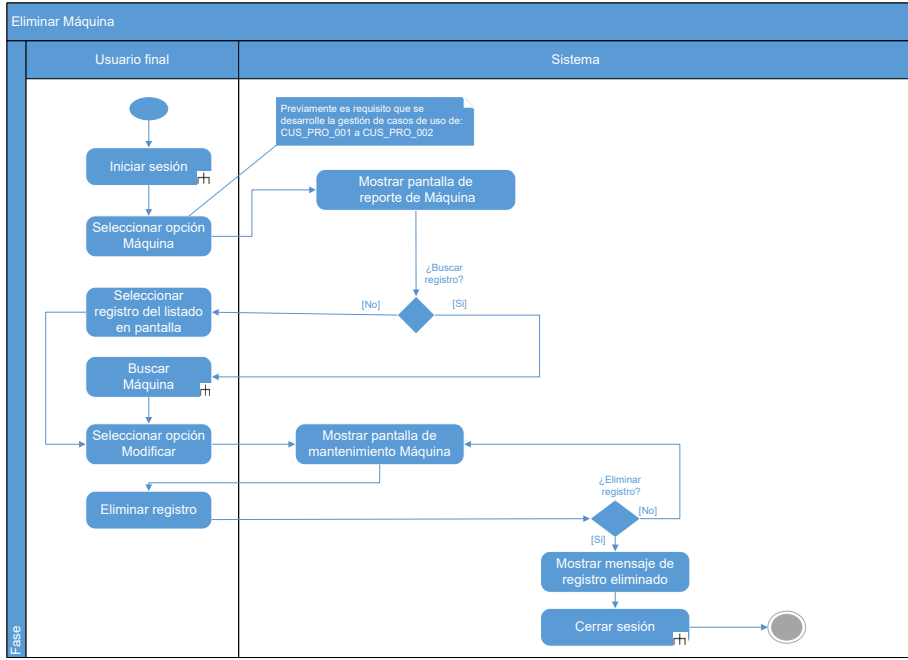 Eliminar Máquina
Usuario final
Sistema
Previamente es requisito que se
desarrolle la gestión de casos de uso de:
CUS_PRO_001 a CUS_PRO_002
Iniciar sesión
Mostrar pantalla de
reporte de Máquina
Seleccionar opción
Máquina
¿Buscar
registro?
Seleccionar
registro del listado
en pantalla
[No]
[Si]
Buscar
Máquina
Seleccionar opción
Modificar
Mostrar pantalla de
mantenimiento Máquina
¿Eliminar
registro?
Eliminar registro
[No]
[Si]
Mostrar mensaje de
registro eliminado
Cerrar sesión
Fase